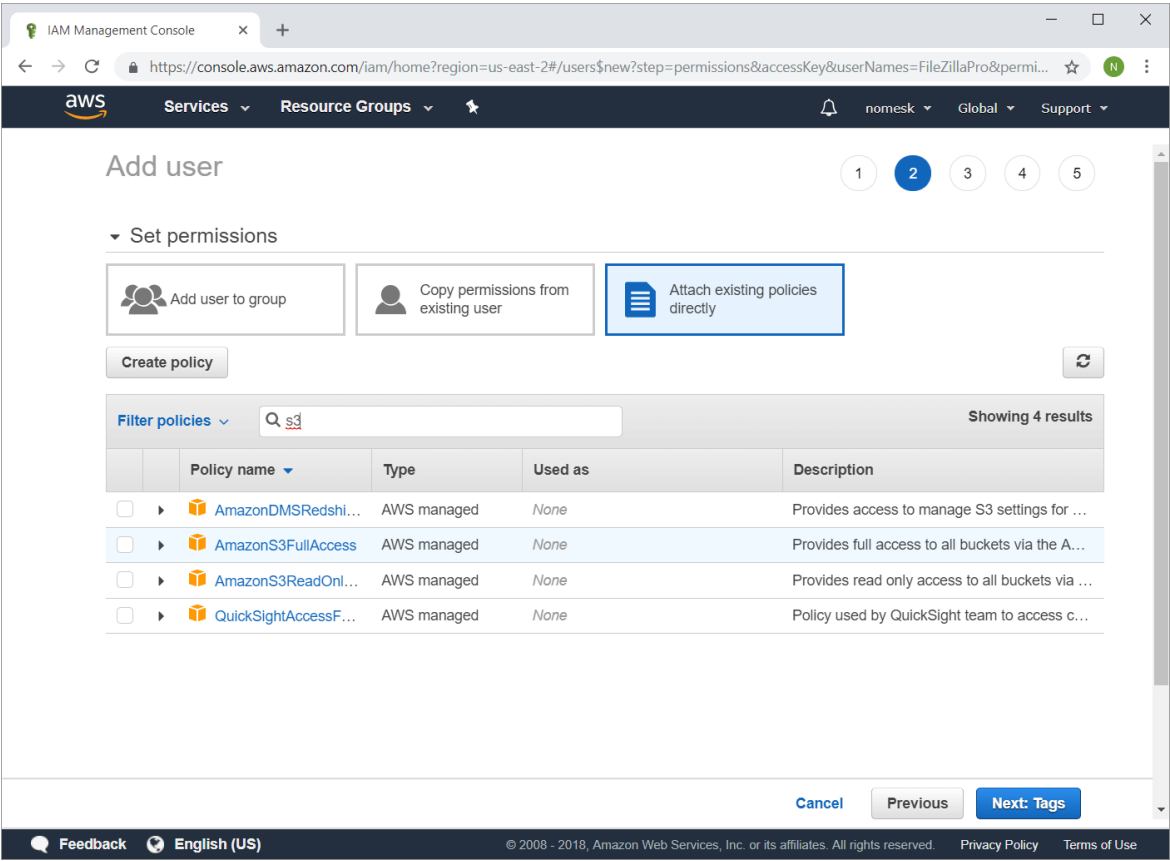 IAM Management Console
https://console.aws.amazon.com/iam/home?region=us-east-2#/users$new?step=permissions&accessKey&userNames=FileZillaPro&permi...
N
aws Services Resource Groups nomesk Global Support
Add user
1 2 3 4 5
Set permissions
Add user to group
Copy permissions from
existing user
Attach existing policies
directly
Create policy
Filter policies s3 Showing 4 results
Policy name Type Used as Description
AmazonDMSRedshi... AWS managed None Provides access to manage S3 settings for ...
AmazonS3FullAccess AWS managed None Provides full access to all buckets via the A...
AmazonS3ReadOnl... AWS managed None Provides read only access to all buckets via ...
QuickSightAccessF... AWS managed None Policy used by QuickSight team to access c...
Cancel Previous Next: Tags
Feedback English (US) © 2008 - 2018, Amazon Web Services, Inc. or its affiliates. All rights reserved. Privacy Policy Terms of Use